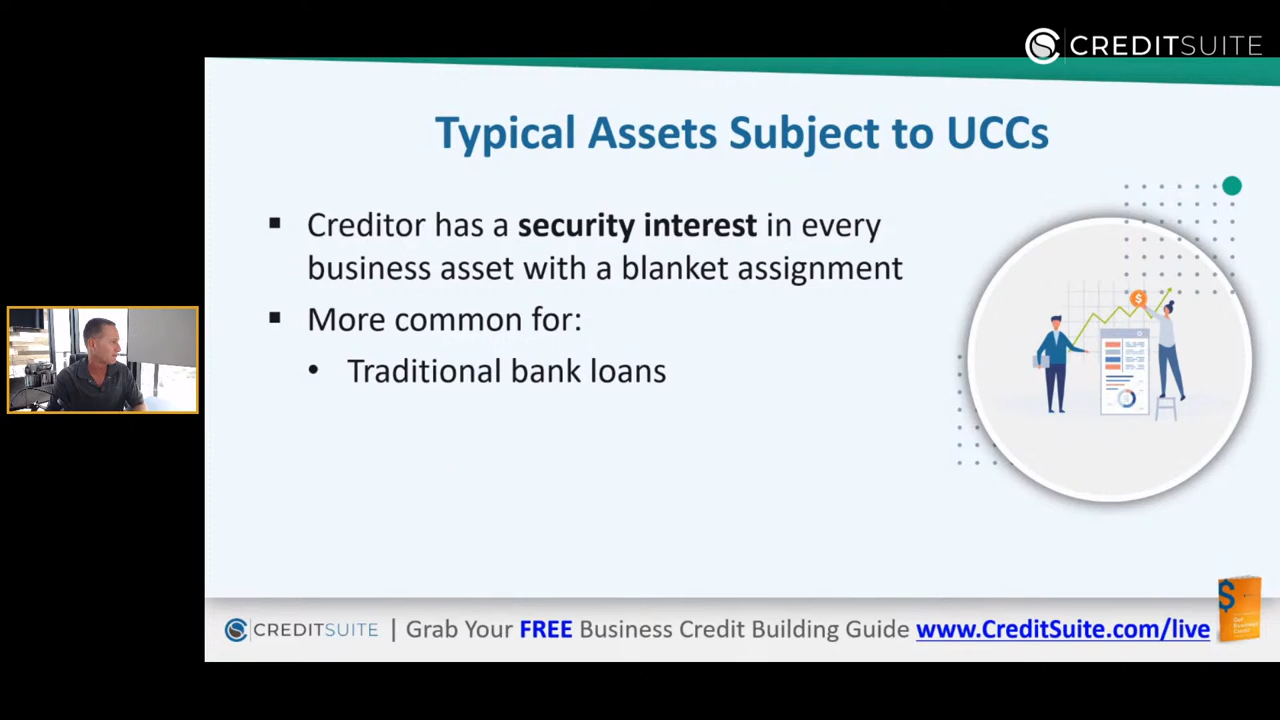 CREDITSUITE
Typical Assets Subject to UCCs
▪ Creditor has a security interest in every
business asset with a blanket assignment
▪ More common for:
• Traditional bank loans
CREDITSUITE | Grab Your FREE Business Credit Building Guide www.CreditSuite.com/live
$
$